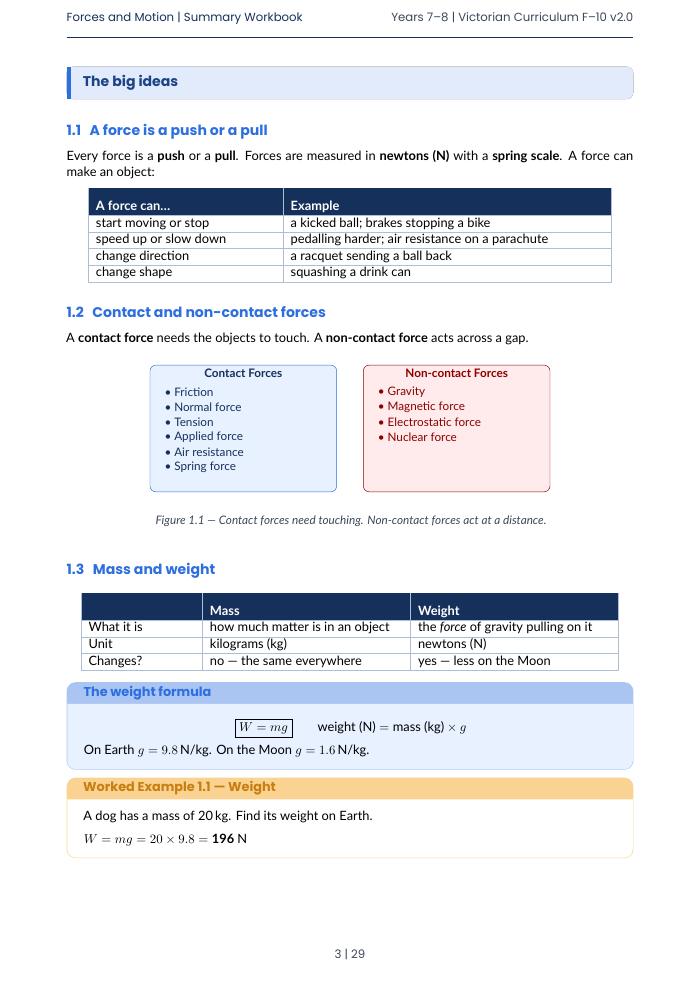 Forces and Motion | Summary Workbook Years 7–8 | Victorian Curriculum F–10 v2.0
The big ideas
1.1 A force is a push or a pull
Every force is a push or a pull. Forces are measured in newtons (N) with a spring scale. A force can
make an object:
A force can... Example
start moving or stop a kicked ball; brakes stopping a bike
speed up or slow down pedalling harder; air resistance on a parachute
change direction a racquet sending a ball back
change shape squashing a drink can
1.2 Contact and non-contact forces
A contact force needs the objects to touch. A non-contact force acts across a gap.
Contact Forces
• Friction
• Normal force
• Tension
• Applied force
• Air resistance
• Spring force
Non-contact Forces
• Gravity
• Magnetic force
• Electrostatic force
• Nuclear force
Figure 1.1 — Contact forces need touching. Non-contact forces act at a distance.
1.3 Mass and weight
Mass Weight
What it is how much matter is in an object the force of gravity pulling on it
Unit kilograms (kg) newtons (N)
Changes? no — the same everywhere yes — less on the Moon
The weight formula
W = mg weight (N) = mass (kg) × g
On Earth g = 9.8 N/kg. On the Moon g = 1.6 N/kg.
Worked Example 1.1 — Weight
A dog has a mass of 20 kg. Find its weight on Earth.
W = mg = 20 × 9.8 = 196 N
3 | 29